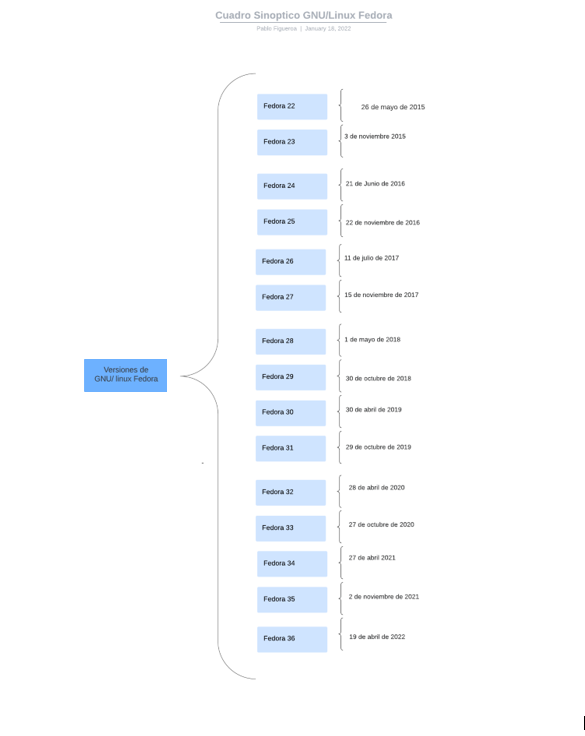 Cuadro Sinoptico GNU/Linux Fedora
Pablo Figueroa | January 18, 2022
Fedora 22
26 de mayo de 2015
Fedora 23
3 de noviembre 2015
Fedora 24
21 de Junio de 2016
Fedora 25
22 de noviembre de 2016
Fedora 26
11 de julio de 2017
Fedora 27
15 de noviembre de 2017
Fedora 28
1 de mayo de 2018
Versiones de
GNU/ linux Fedora
Fedora 29
30 de octubre de 2018
Fedora 30
30 de abril de 2019
Fedora 31
29 de octubre de 2019
Fedora 32
28 de abril de 2020
Fedora 33
27 de octubre de 2020
Fedora 34
27 de abril 2021
Fedora 35
2 de noviembre de 2021
Fedora 36
19 de abril de 2022